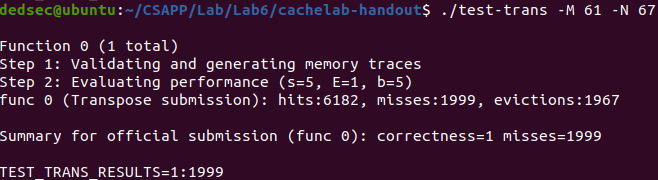 dedsec@ubuntu:~/CSAPP/Lab/Lab6/cachelab-handout$ ./test-trans -M 61 -N 67
Function 0 (1 total)
Step 1: Validating and generating memory traces
Step 2: Evaluating performance (s=5, E=1, b=5)
func 0 (Transpose submission): hits:6182, misses:1999, evictions:1967
Summary for official submission (func 0): correctness=1 misses=1999
TEST_TRANS_RESULTS=1:1999